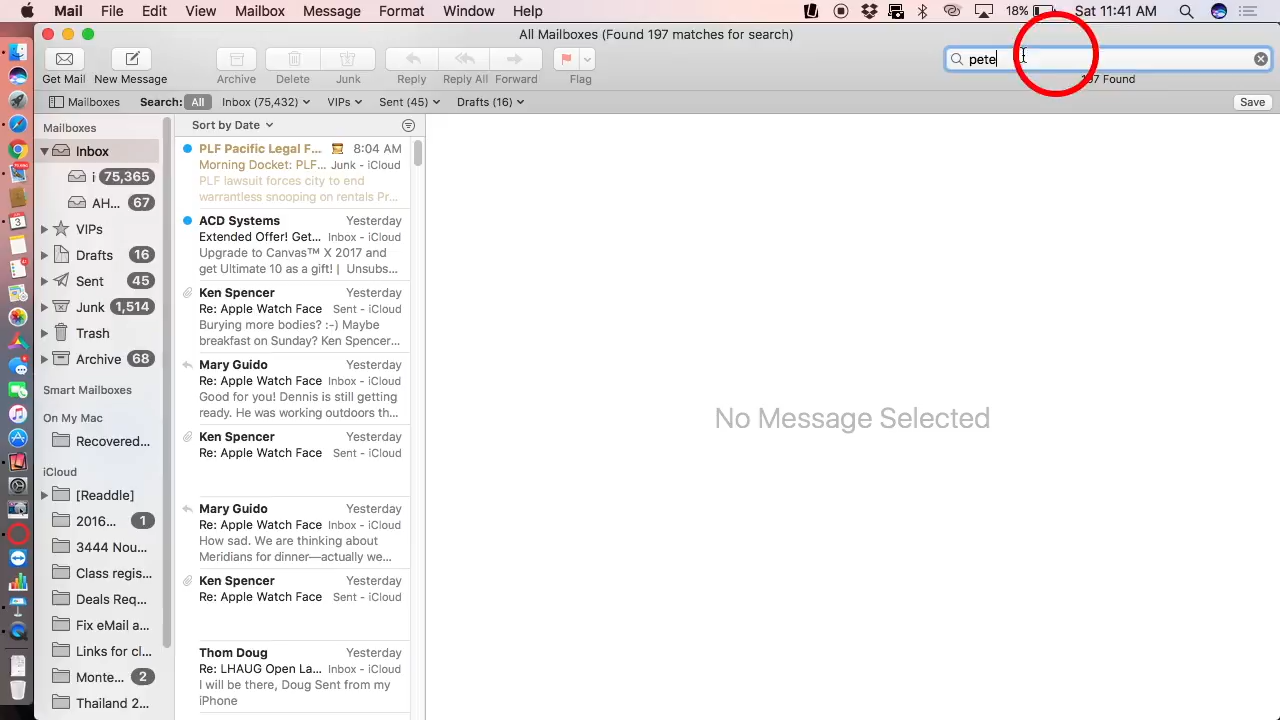 Mail File Edit View Mailbox Message Format Window Help 18% Sat 11:41 AM
All Mailboxes (Found 197 matches for search)
Get Mail New Message Archive Delete Junk Reply Reply All Forward Flag
pete
197 Found
Mailboxes Search: All Inbox (75,432) VIPs Sent (45) Drafts (16) Save
Mailboxes
Inbox
i 75,365
AH... 67
VIPs
Drafts 16
Sent 45
Junk 1,514
Trash
Archive 68
Smart Mailboxes
On My Mac
Recovered...
iCloud
[Readdle]
2016... 1
3444 Nou...
Class regis...
Deals Req...
Fix eMail a...
Links for cl...
Monte... 2
Thailand 2...
Sort by Date
PLF Pacific Legal F... 8:04 AM
Morning Docket: PLF... Junk - iCloud
PLF lawsuit forces city to end
warrantless snooping on rentals Pr...
ACD Systems Yesterday
Extended Offer! Get... Inbox - iCloud
Upgrade to Canvas™ X 2017 and
get Ultimate 10 as a gift! | Unsubs...
Ken Spencer Yesterday
Re: Apple Watch Face Sent - iCloud
Burying more bodies? :-) Maybe
breakfast on Sunday? Ken Spencer...
Mary Guido Yesterday
Re: Apple Watch Face Inbox - iCloud
Good for you! Dennis is still getting
ready. He was working outdoors th...
Ken Spencer Yesterday
Re: Apple Watch Face Sent - iCloud
Mary Guido Yesterday
Re: Apple Watch Face Inbox - iCloud
How sad. We are thinking about
Meridians for dinner—actually we...
Ken Spencer Yesterday
Re: Apple Watch Face Sent - iCloud
Thom Doug Yesterday
Re: LHAUG Open La... Inbox - iCloud
I will be there, Doug Sent from my
iPhone
No Message Selected